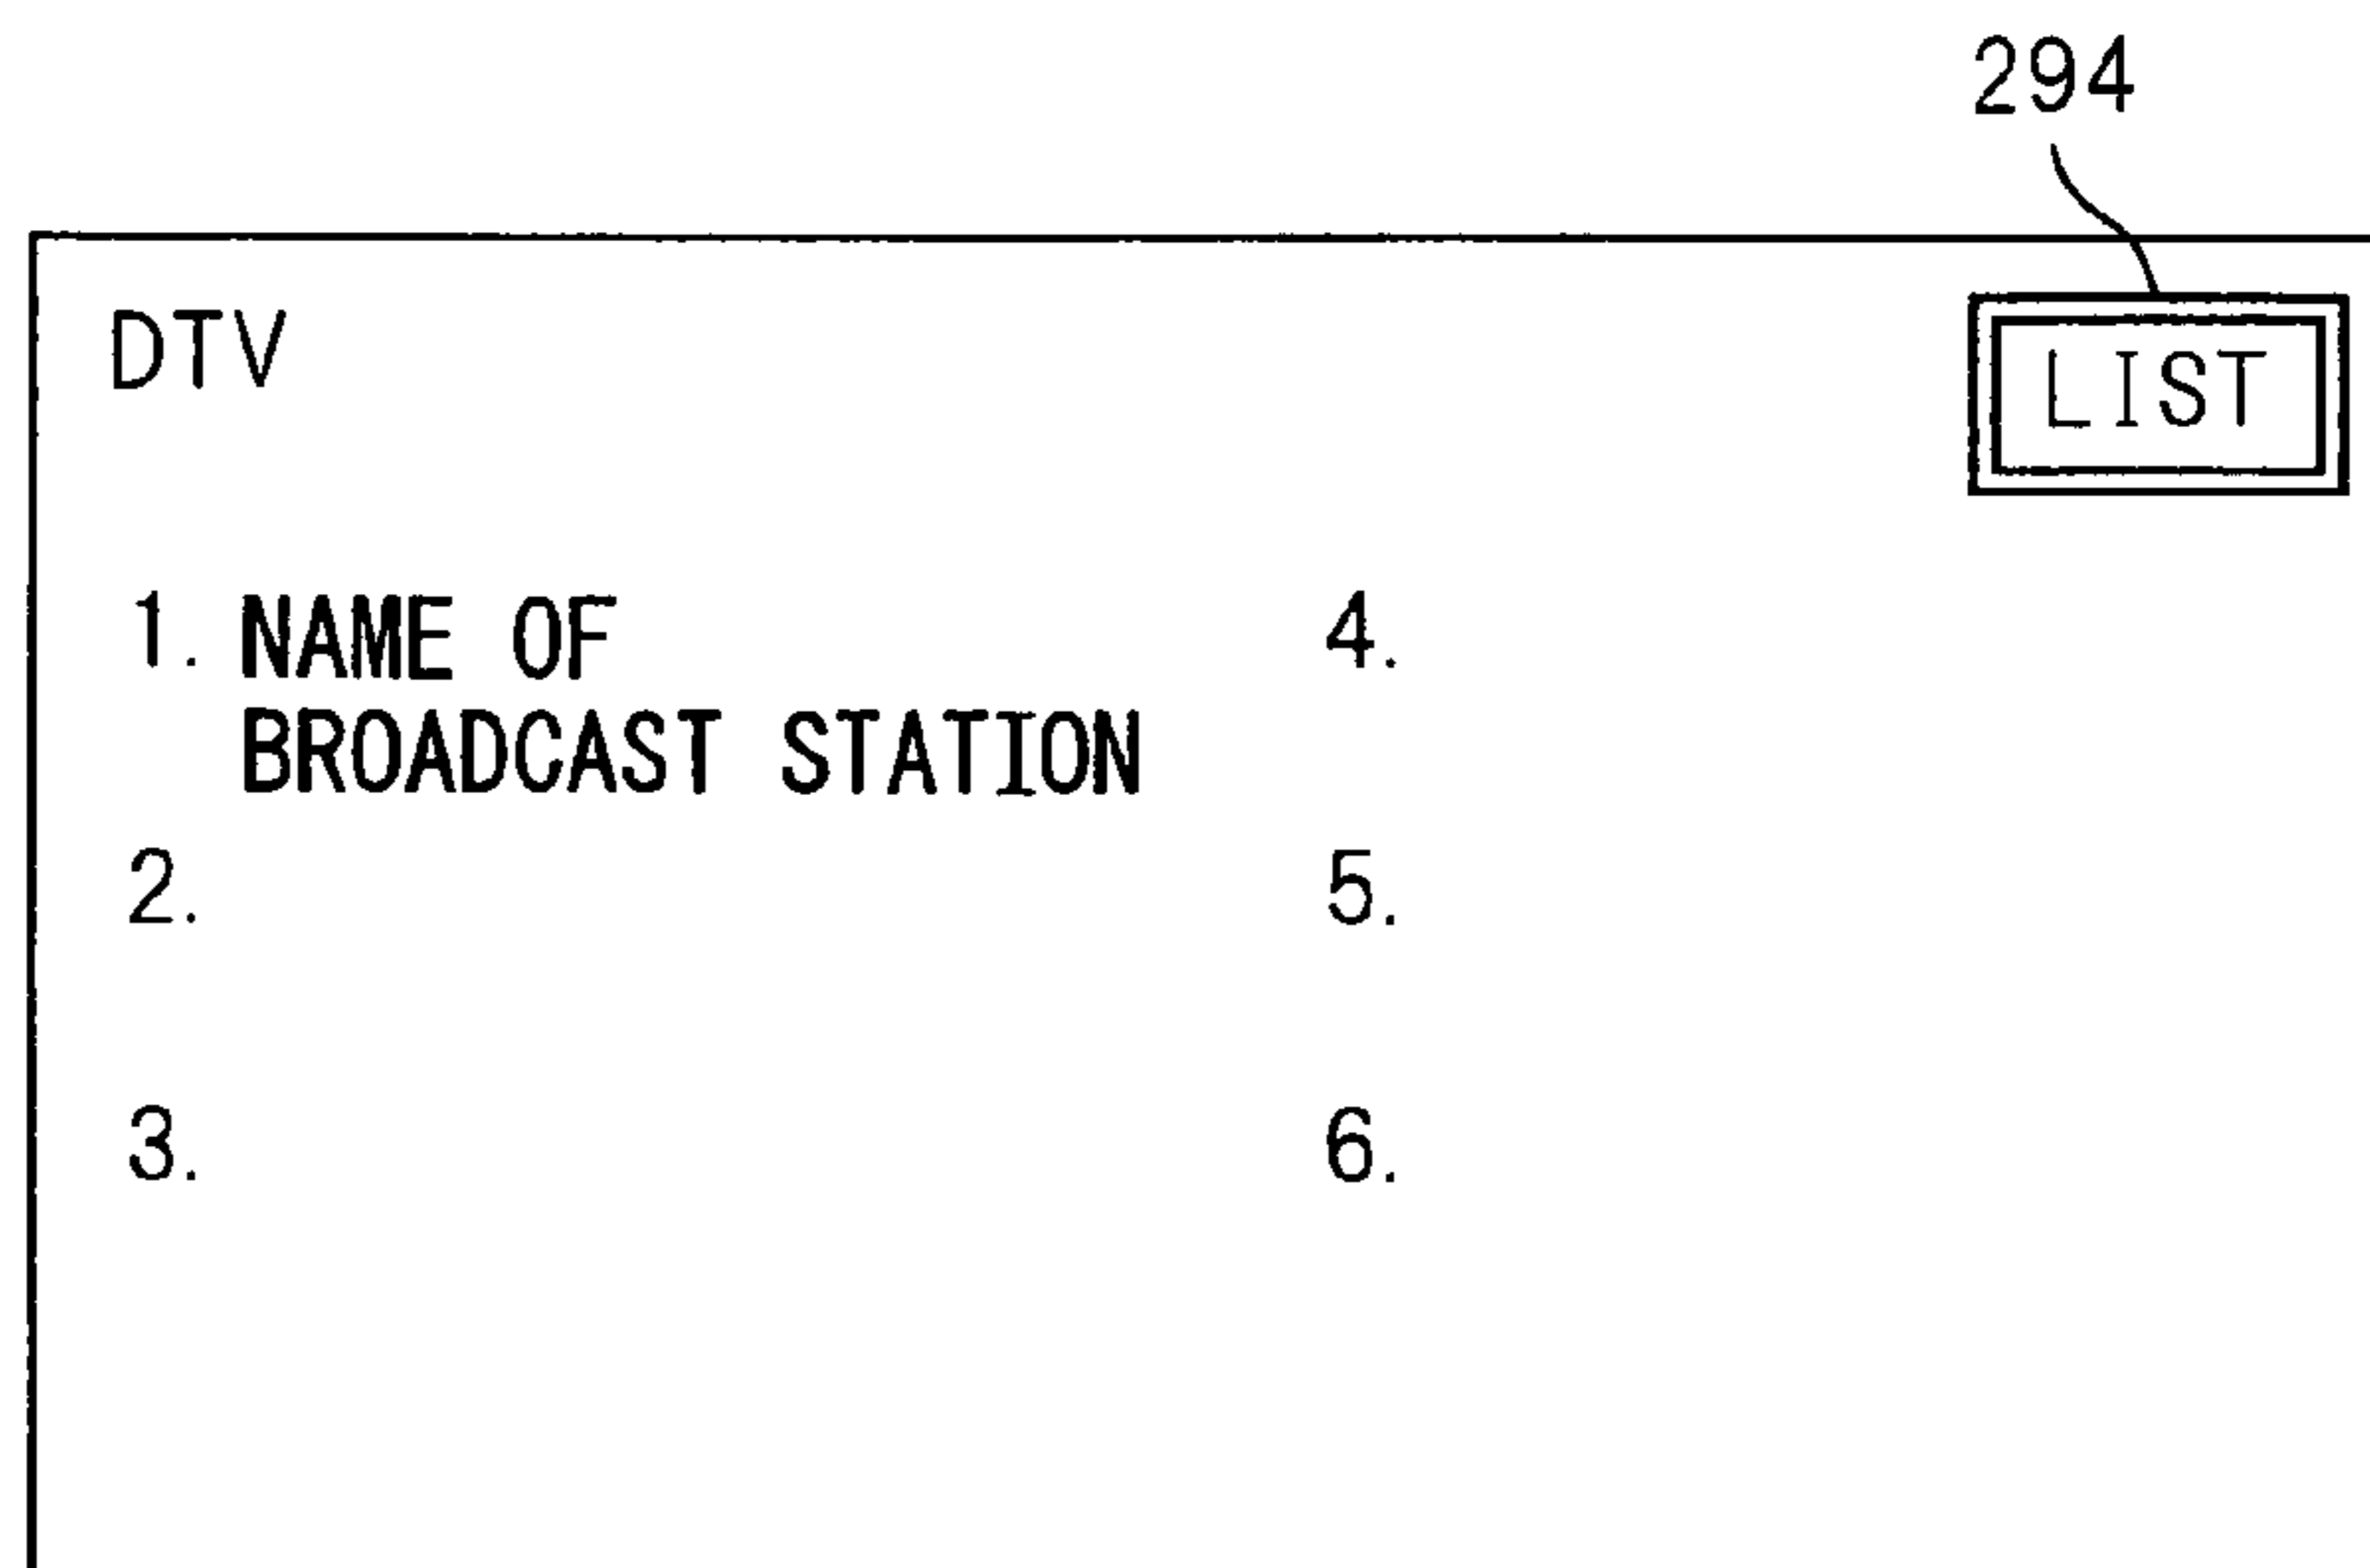 294
DTV
LIST
1. NAME OF
BROADCAST STATION
2.
3.
4.
5.
6.